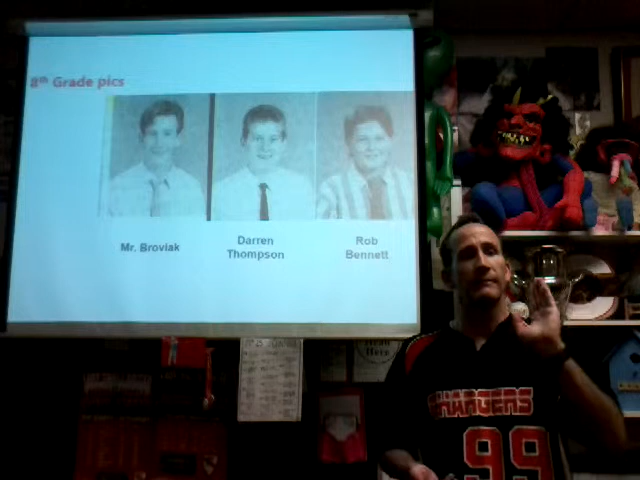 8th Grade pics
Mr. Broviak
Darren
Thompson
Rob
Bennett
CHARGERS
99